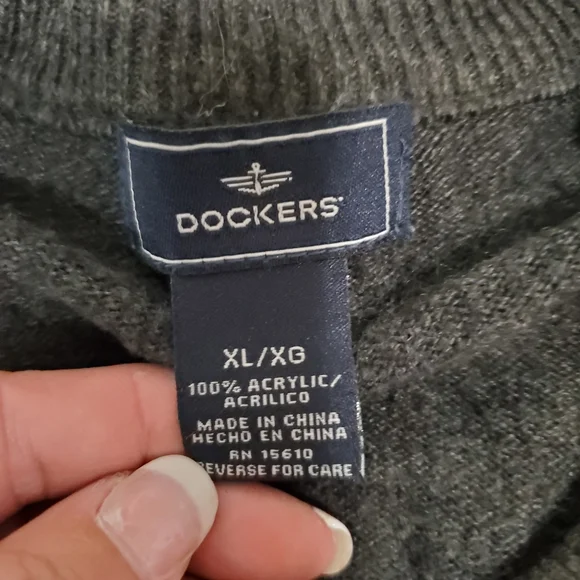 DOCKERS
XL/XG
100% ACRYLIC/
ACRILICO
MADE IN CHINA
HECHO EN CHINA
RN 15610
REVERSE FOR CARE